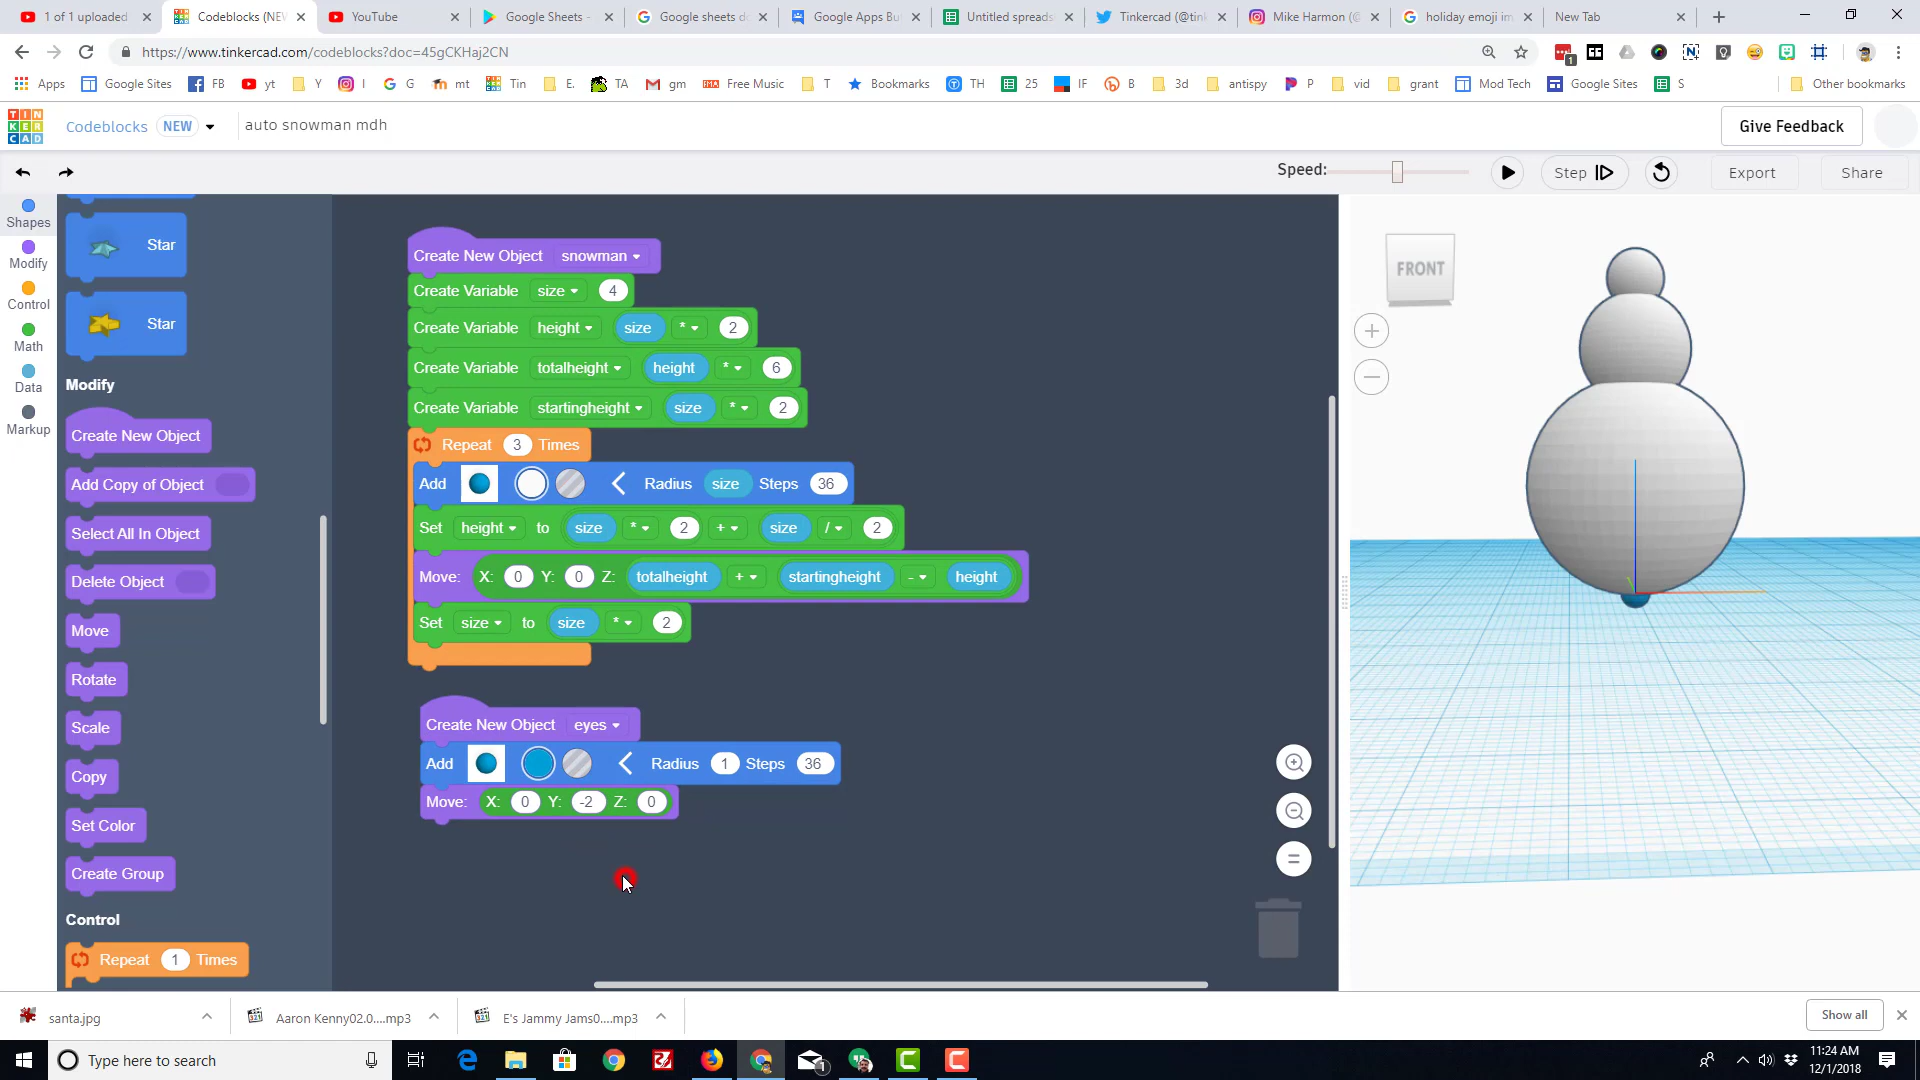 1 of 1 uploaded
Codeblocks (NEW
YouTube
Google Sheets -
Google sheets do
Google Apps Bu
Untitled spreads
Tinkercad (@tink
Mike Harmon (@
holiday emoji im
New Tab
https://www.tinkercad.com/codeblocks?doc=45gCKHaj2CN
Apps
Google Sites
FB
yt
Y
I
G
mt
Tin
E.
TA
gm
Free Music
T
Bookmarks
TH
25
IF
B
3d
antispy
P
vid
grant
Mod Tech
Google Sites
S
Other bookmarks
TIN
KER
CAD
Codeblocks NEW
auto snowman mdh
Give Feedback
Speed:
Step
Export
Share
Shapes
Modify
Control
Math
Data
Markup
Star
Star
Modify
Create New Object
Add Copy of Object
Select All In Object
Delete Object
Move
Rotate
Scale
Copy
Set Color
Create Group
Control
Repeat 1 Times
Create New Object snowman
Create Variable size 4
Create Variable height size * 2
Create Variable totalheight height * 6
Create Variable startingheight size * 2
Repeat 3 Times
Add Radius size Steps 36
Set height to size * 2 + size / 2
Move: X: 0 Y: 0 Z: totalheight + startingheight - height
Set size to size * 2
Create New Object eyes
Add Radius 1 Steps 36
Move: X: 0 Y: -2 Z: 0
FRONT
santa.jpg
Aaron Kenny02.0....mp3
E's Jammy Jams0....mp3
Show all
Type here to search
11:24 AM
12/1/2018